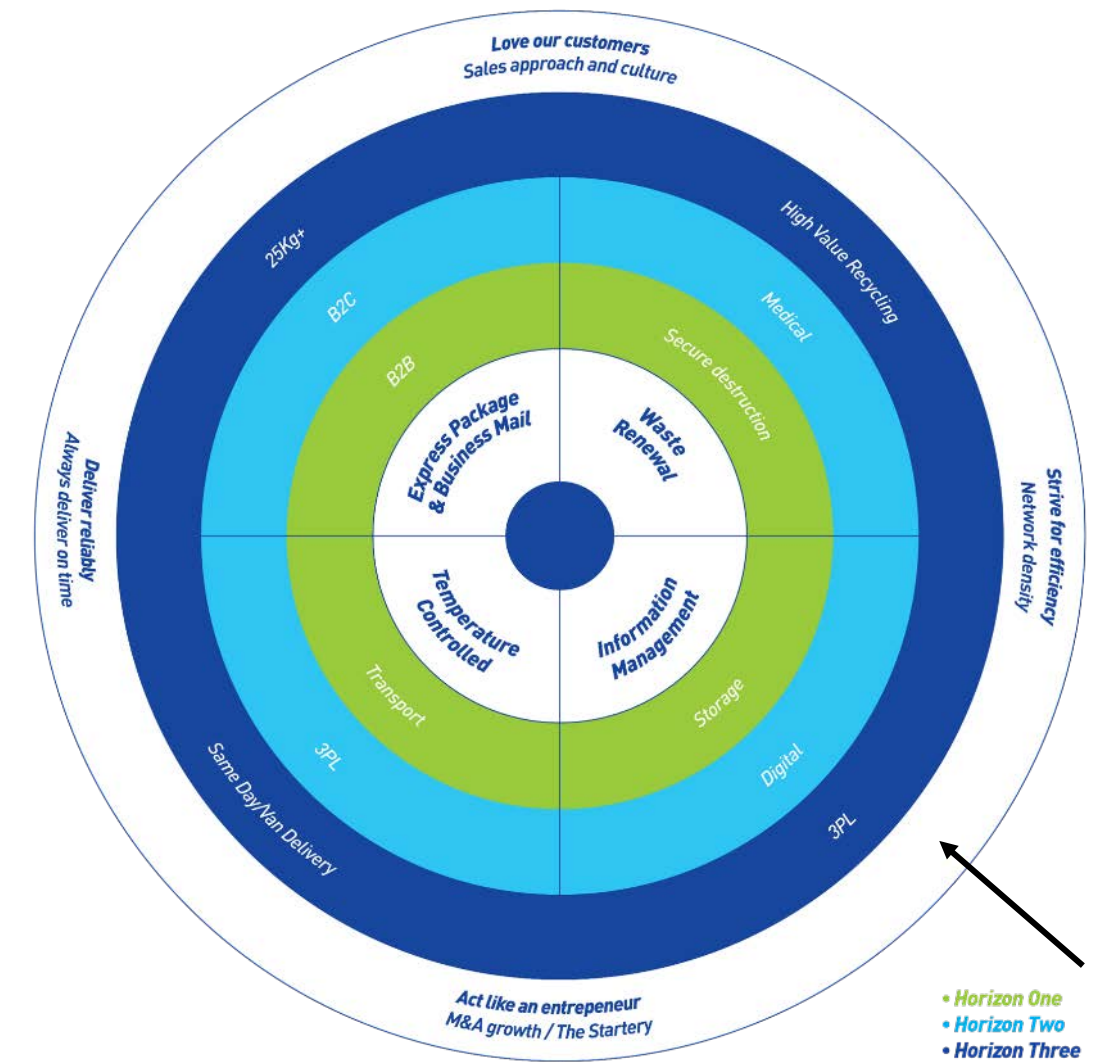 Love our customers
Sales approach and culture
High Value Recycling
25Kg+
Medical
B2C
Secure destruction
B2B
Express Package
& Business Mail
Waste
Renewal
Deliver reliably
Always deliver on time
Strive for efficiency
Network density
Temperature
Controlled
Information
Management
Transport
Storage
3PL
Digital
Same Day/Van Delivery
3PL
Act like an entrepeneur
M&A growth / The Startery
• Horizon One
• Horizon Two
• Horizon Three